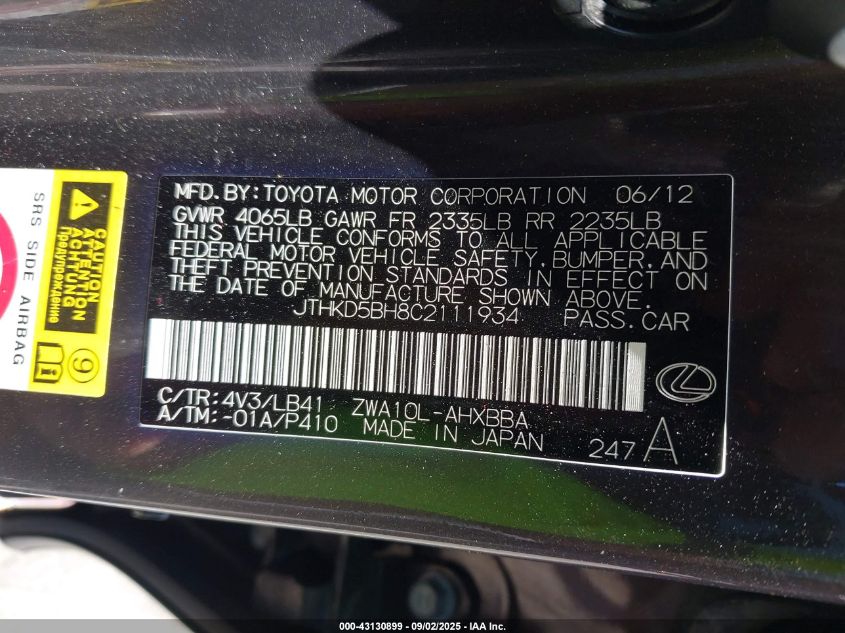 MFD.BY:TOYOTA MOTOR CORPORATION 06/12
GVWR 4065LB GAWR FR 2335LB RR 2235LB
THIS VEHICLE CONFORMS TO ALL APPLICABLE
FEDERAL MOTOR VEHICLE SAFETY,BUMPER,AND
THEFT PREVENTION STANDARDS IN EFFECT ON
THE DATE OF MANUFACTURE SHOWN ABOVE.
JTHKD5BH8C2111934 PASS.CAR
C/TR:4V3/LB41 ZWA10L-AHXBBA
A/TM:-01A/P410 MADE IN JAPAN
247 A
SRS SIDE AIRBAG
CAUTION
ATTENTION
ACHTUNG
Предупреждение
9
000-43130899 - 09/02/2025 - IAA Inc.